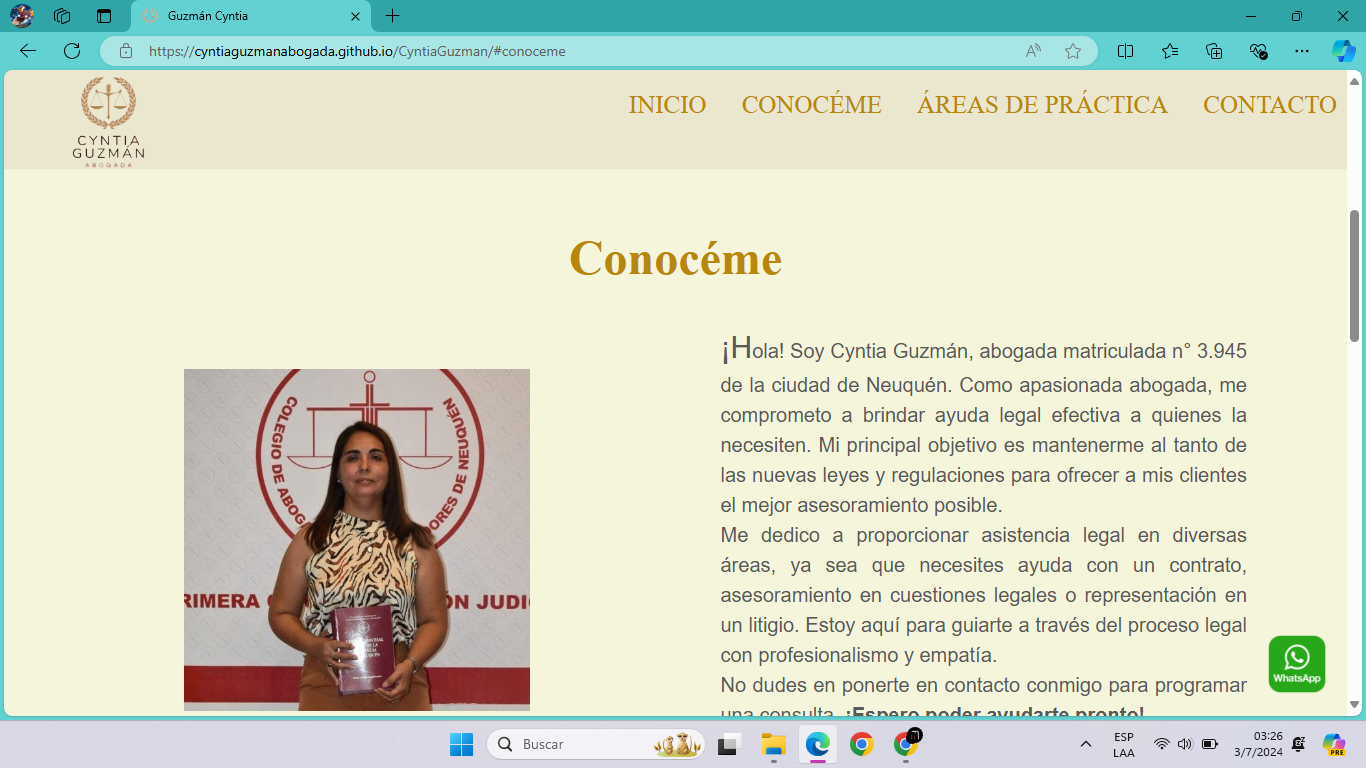 Guzmán Cyntia
https://cyntiaguzmanabogada.github.io/CyntiaGuzman/#conoceme
CYNTIA
GUZMÁN
ABOGADA
INICIO CONOCÉME ÁREAS DE PRÁCTICA CONTACTO
Conocéme
COLEGIO DE ABOG
ORES DE NEUQUÉN
RIMERA C
ÓN JUDIC
¡Hola! Soy Cyntia Guzmán, abogada matriculada n° 3.945
de la ciudad de Neuquén. Como apasionada abogada, me
comprometo a brindar ayuda legal efectiva a quienes la
necesiten. Mi principal objetivo es mantenerme al tanto de
las nuevas leyes y regulaciones para ofrecer a mis clientes
el mejor asesoramiento posible.
Me dedico a proporcionar asistencia legal en diversas
áreas, ya sea que necesites ayuda con un contrato,
asesoramiento en cuestiones legales o representación en
un litigio. Estoy aquí para guiarte a través del proceso legal
con profesionalismo y empatía.
No dudes en ponerte en contacto conmigo para programar
una consulta. ¡Espero poder ayudarte pronto!
WhatsApp
Buscar
ESP
LAA
03:26
3/7/2024
PRE